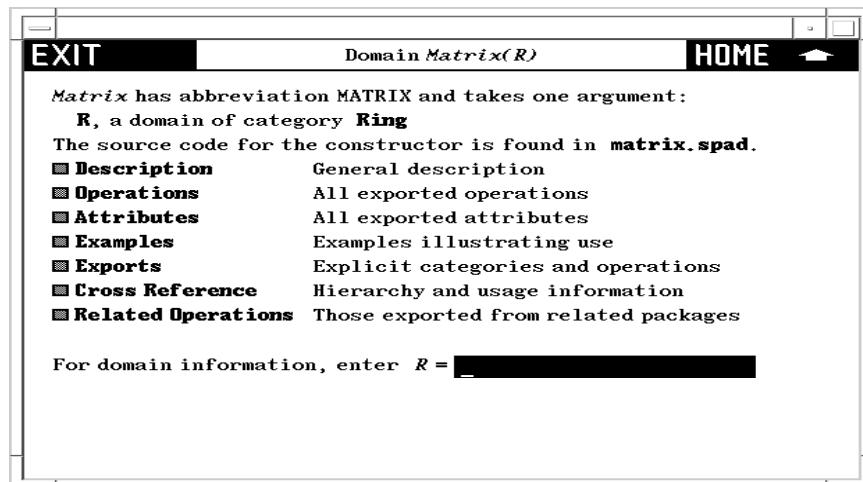 EXIT Domain Matrix(R) HOME
Matrix has abbreviation MATRIX and takes one argument:
R, a domain of category Ring
The source code for the constructor is found in matrix.spad.
Description General description
Operations All exported operations
Attributes All exported attributes
Examples Examples illustrating use
Exports Explicit categories and operations
Cross Reference Hierarchy and usage information
Related Operations Those exported from related packages
For domain information, enter R = _